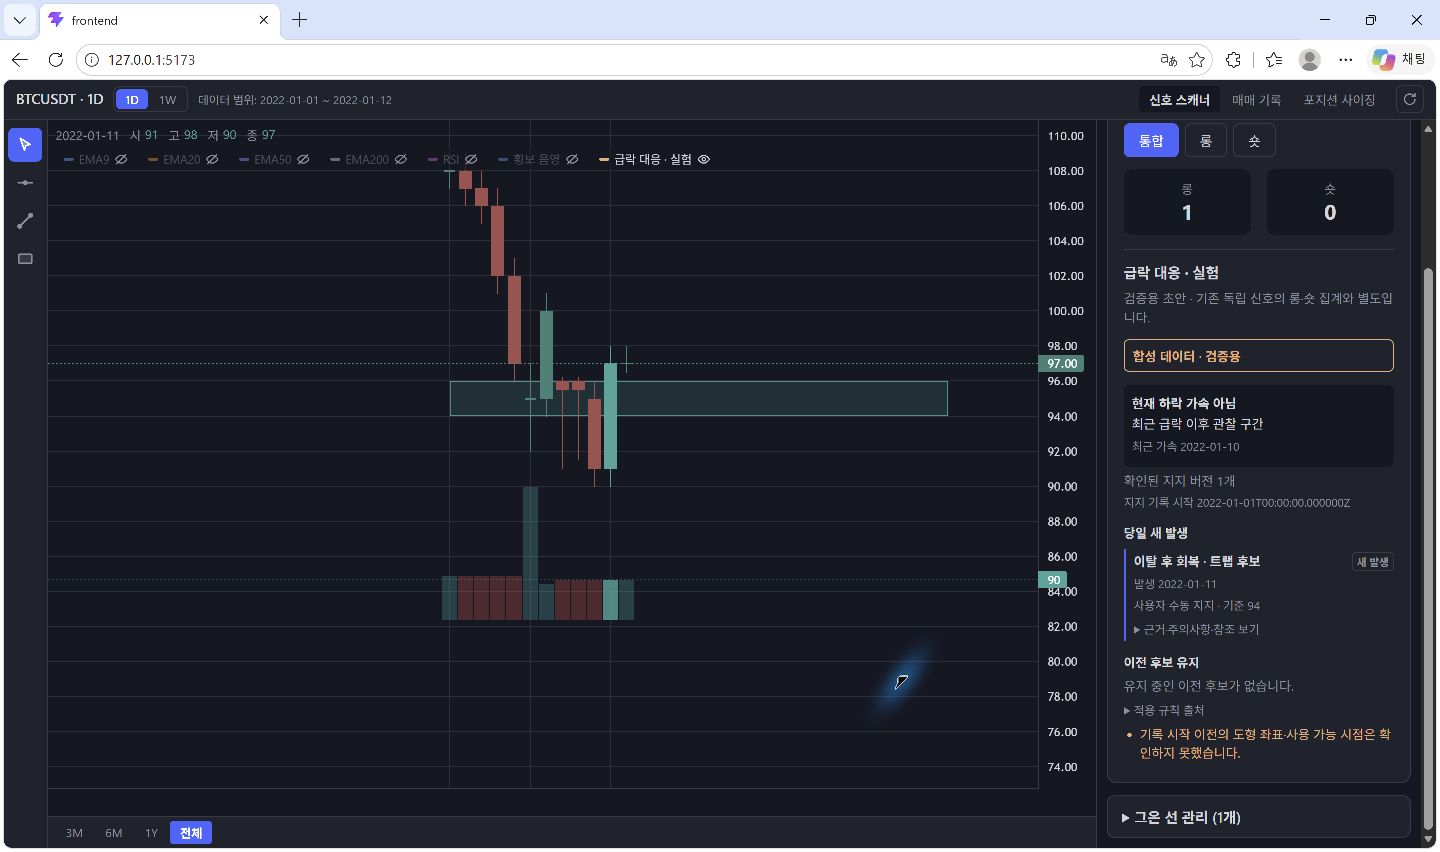 frontend
127.0.0.1:5173
채팅
BTCUSDT · 1D
1D
1W
데이터 범위: 2022-01-01 ~ 2022-01-12
신호 스캐너
매매 기록
포지션 사이징
2022-01-11 시 91 고 98 저 90 종 97
EMA9
EMA20
EMA50
EMA200
RSI
횡보 음영
급락 대응 · 실험
110.00
108.00
106.00
104.00
102.00
100.00
98.00
97.00
96.00
94.00
92.00
90.00
88.00
86.00
90
84.00
82.00
80.00
78.00
76.00
74.00
3M
6M
1Y
전체
통합
롱
숏
롱
1
숏
0
급락 대응 · 실험
검증용 초안 · 기존 독립 신호의 롱·숏 집계와 별도입
니다.
합성 데이터 · 검증용
현재 하락 가속 아님
최근 급락 이후 관찰 구간
최근 가속 2022-01-10
확인된 지지 버전 1개
지지 기록 시작 2022-01-01T00:00:00.000000Z
당일 새 발생
이탈 후 회복 · 트랩 후보
새 발생
발생 2022-01-11
사용자 수동 지지 · 기준 94
▶ 근거·주의사항·참조 보기
이전 후보 유지
유지 중인 이전 후보가 없습니다.
▶ 적용 규칙 출처
• 기록 시작 이전의 도형 좌표·사용 가능 시점은 확
인하지 못했습니다.
▶ 그은 선 관리 (1개)